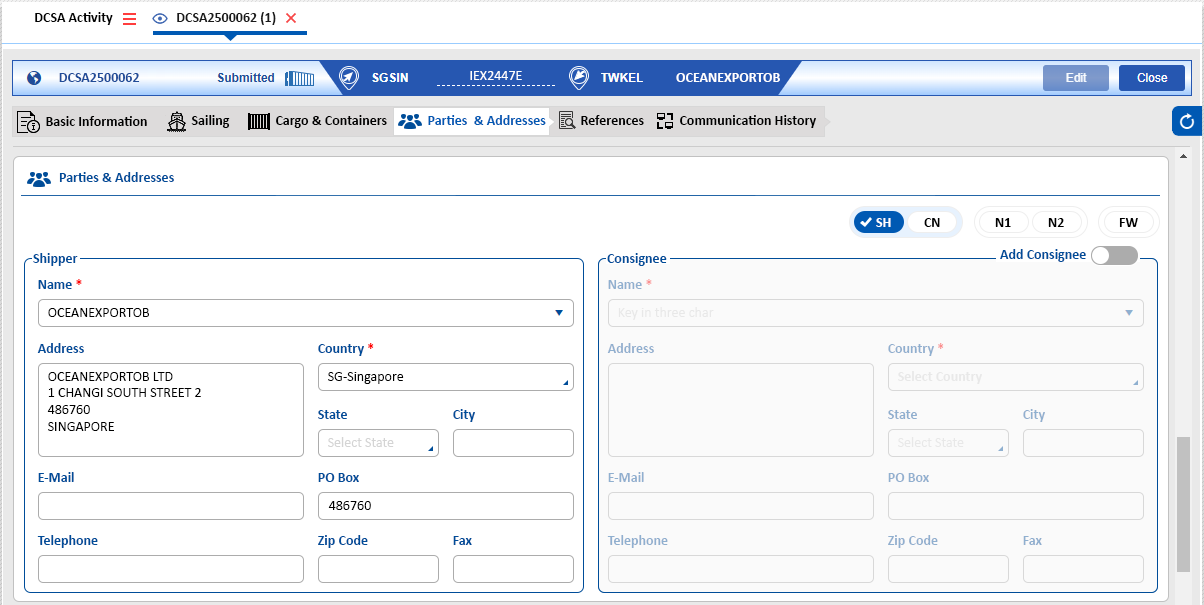 DCSA Activity
DCSA2500062 (1)
DCSA2500062
Submitted
SGSIN
IEX2447E
TWKEL
OCEANEXPORTOB
Edit
Close
Basic Information
Sailing
Cargo & Containers
Parties & Addresses
References
Communication History
Parties & Addresses
SH
CN
N1
N2
FW
Shipper
Name *
OCEANEXPORTOB
Address
OCEANEXPORTOB LTD
1 CHANGI SOUTH STREET 2
486760
SINGAPORE
Country *
SG-Singapore
State
Select State
City
E-Mail
PO Box
486760
Telephone
Zip Code
Fax
Consignee
Add Consignee
Name *
Key in three char
Address
Country *
Select Country
State
Select State
City
E-Mail
PO Box
Telephone
Zip Code
Fax